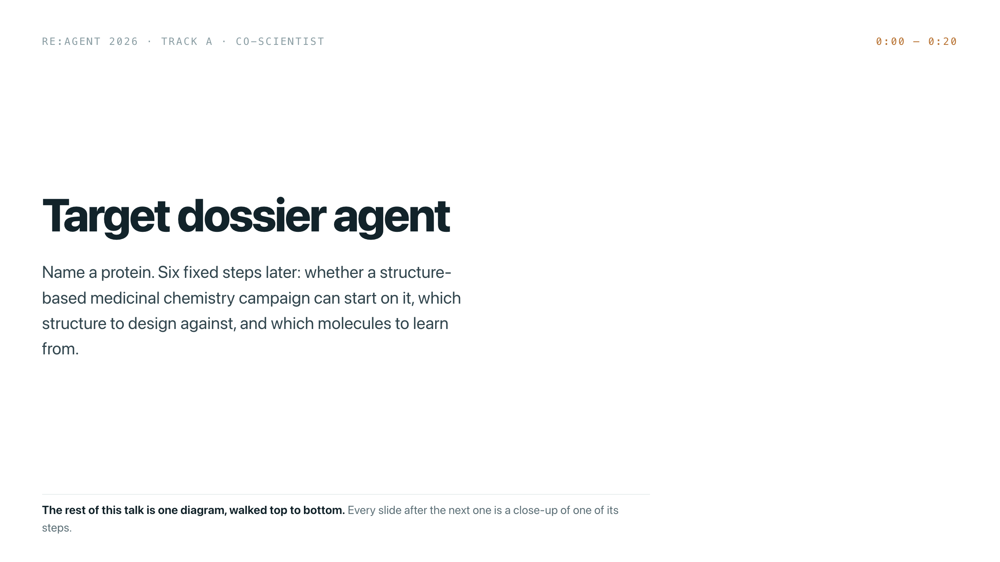 RE:AGENT 2026 · TRACK A · CO–SCIENTIST
0:00 – 0:20
Target dossier agent
Name a protein. Six fixed steps later: whether a structure-
based medicinal chemistry campaign can start on it, which
structure to design against, and which molecules to learn
from.
The rest of this talk is one diagram, walked top to bottom. Every slide after the next one is a close-up of one of its
steps.